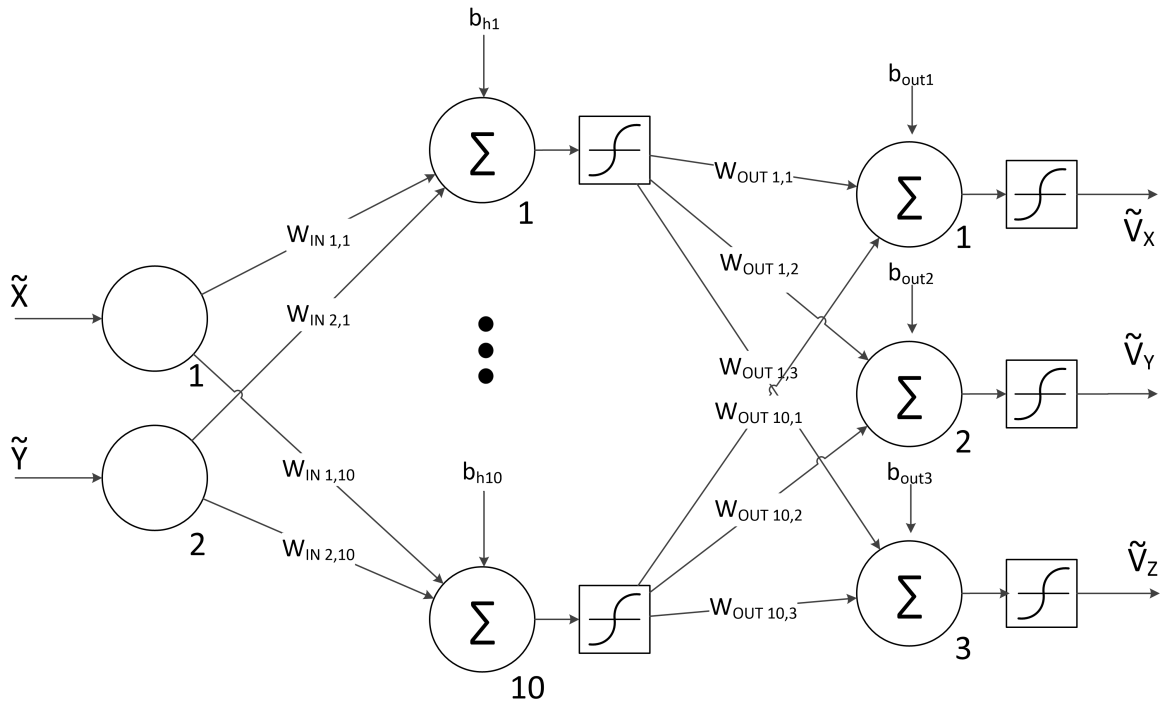 b_h1
Σ
1
b_out1
W_OUT 1,1
Σ
1
Ṽ_X
W_IN 1,1
W_OUT 1,2
b_out2
X̃
1
W_IN 2,1
W_OUT 1,3
Σ
2
Ṽ_Y
W_OUT 10,1
Ỹ
2
W_IN 1,10
b_h10
b_out3
W_OUT 10,2
W_IN 2,10
Σ
10
W_OUT 10,3
Σ
3
Ṽ_Z